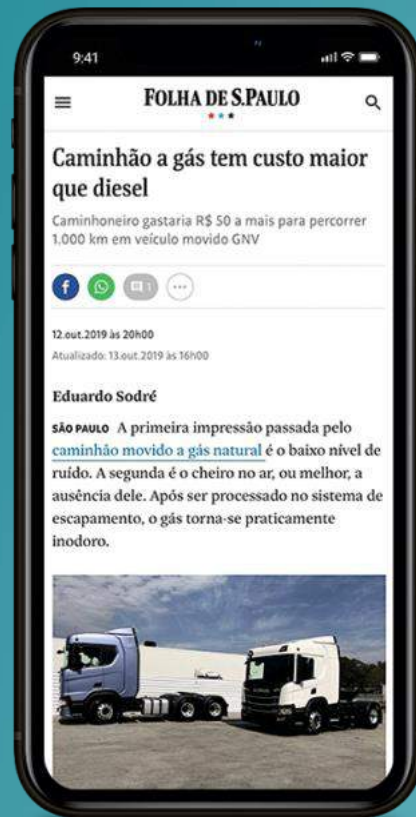 9:41
FOLHA DE S.PAULO
Caminhão a gás tem custo maior
que diesel
Caminhoneiro gastaria R$ 50 a mais para percorrer
1.000 km em veículo movido GNV
1
12.out.2019 às 20h00
Atualizado: 13.out.2019 às 16h00
Eduardo Sodré
SÃO PAULO A primeira impressão passada pelo
caminhão movido a gás natural é o baixo nível de
ruído. A segunda é o cheiro no ar, ou melhor, a
ausência dele. Após ser processado no sistema de
escapamento, o gás torna-se praticamente
inodoro.